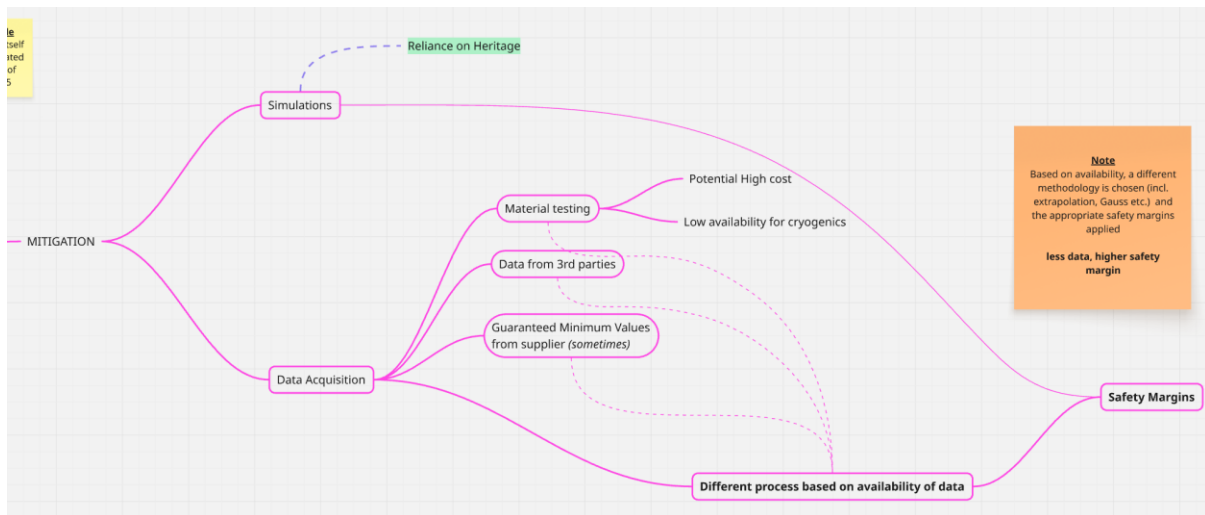 of
5
Reliance on Heritage
Simulations
Note
Based on availability, a different
methodology is chosen (incl.
extrapolation, Gauss etc.) and
the appropriate safety margins
applied
less data, higher safety
margin
Potential High cost
Material testing
Low availability for cryogenics
MITIGATION
Data from 3rd parties
Guaranteed Minimum Values
from supplier (sometimes)
Data Acquisition
Safety Margins
Different process based on availability of data